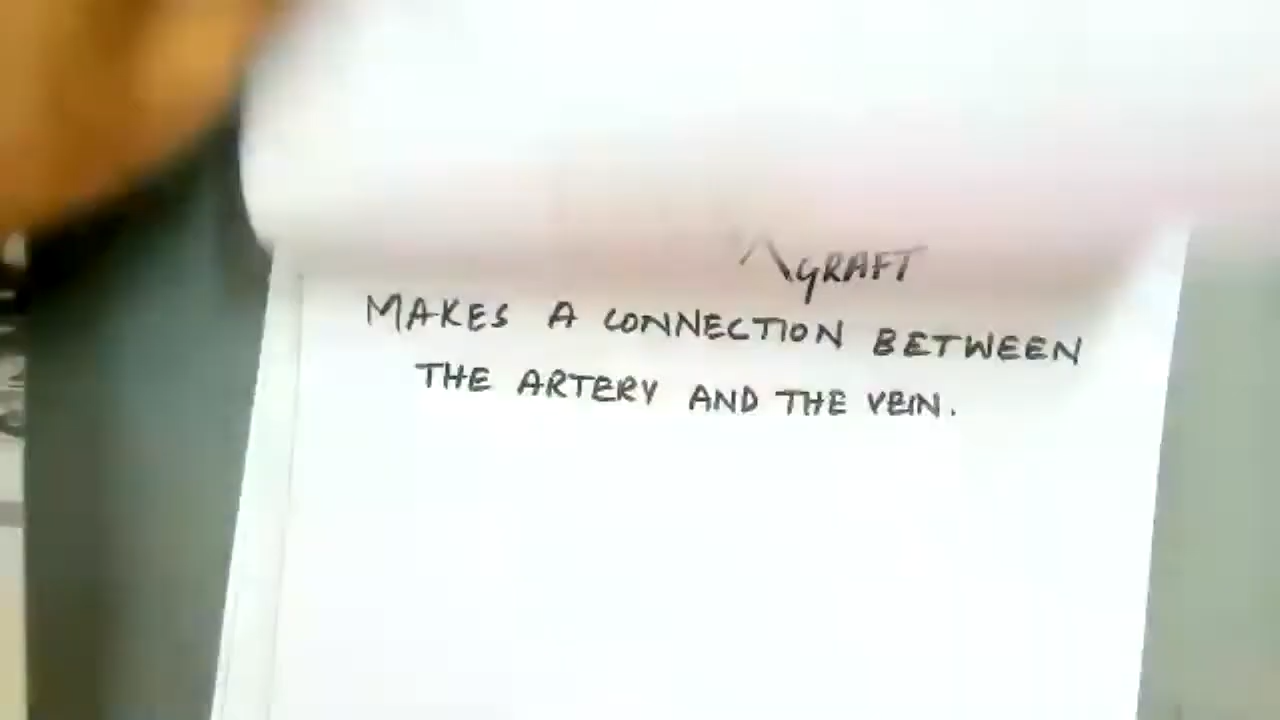 GRAFT
MAKES A CONNECTION BETWEEN
THE ARTERY AND THE VEIN.